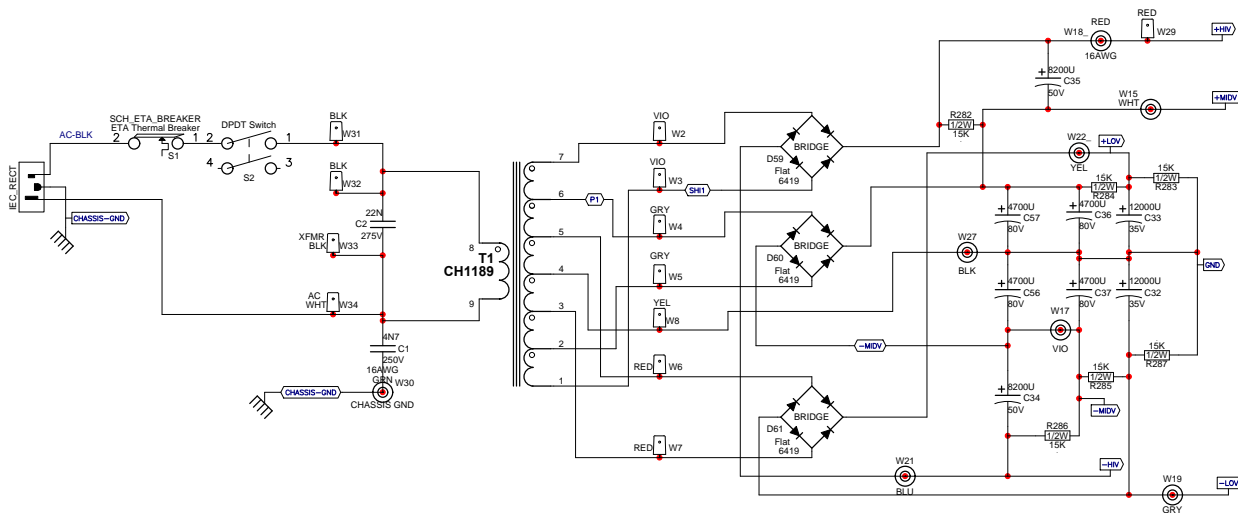 RED
RED
W18_
W29
+HIV
16AWG
8200U
C35
50V
W15
WHT
+MIDV
SCH_ETA_BREAKER
ETA Thermal Breaker
DPDT Switch
BLK
W31
VIO
W2
AC-BLK
2
1
2
1
S1
4
3
S2
BRIDGE
D59
Flat
6419
R282
1/2W
15K
W22_
+LOV
YEL
IEC_RECT
BLK
W32
7
VIO
W3
SHI1
15K
1/2W
R283
15K
1/2W
R284
CHASSIS-GND
22N
C2
275V
6
P1
GRY
W4
4700U
C57
80V
4700U
C36
80V
12000U
C33
35V
XFMR
BLK
W33
8
T1
CH1189
5
BRIDGE
D60
Flat
6419
W27
BLK
GND
GRY
W5
4
4700U
C56
80V
4700U
C37
80V
12000U
C32
35V
AC
WHT
W34
9
3
YEL
W8
W17
VIO
4N7
C1
250V
2
-MIDV
15K
1/2W
R287
16AWG
GRN
W30
CHASSIS-GND
CHASSIS GND
RED
W6
1
15K
1/2W
R285
8200U
C34
50V
-MIDV
BRIDGE
D61
Flat
6419
R286
1/2W
15K
RED
W7
W21
BLU
-HIV
W19
GRY
-LOV